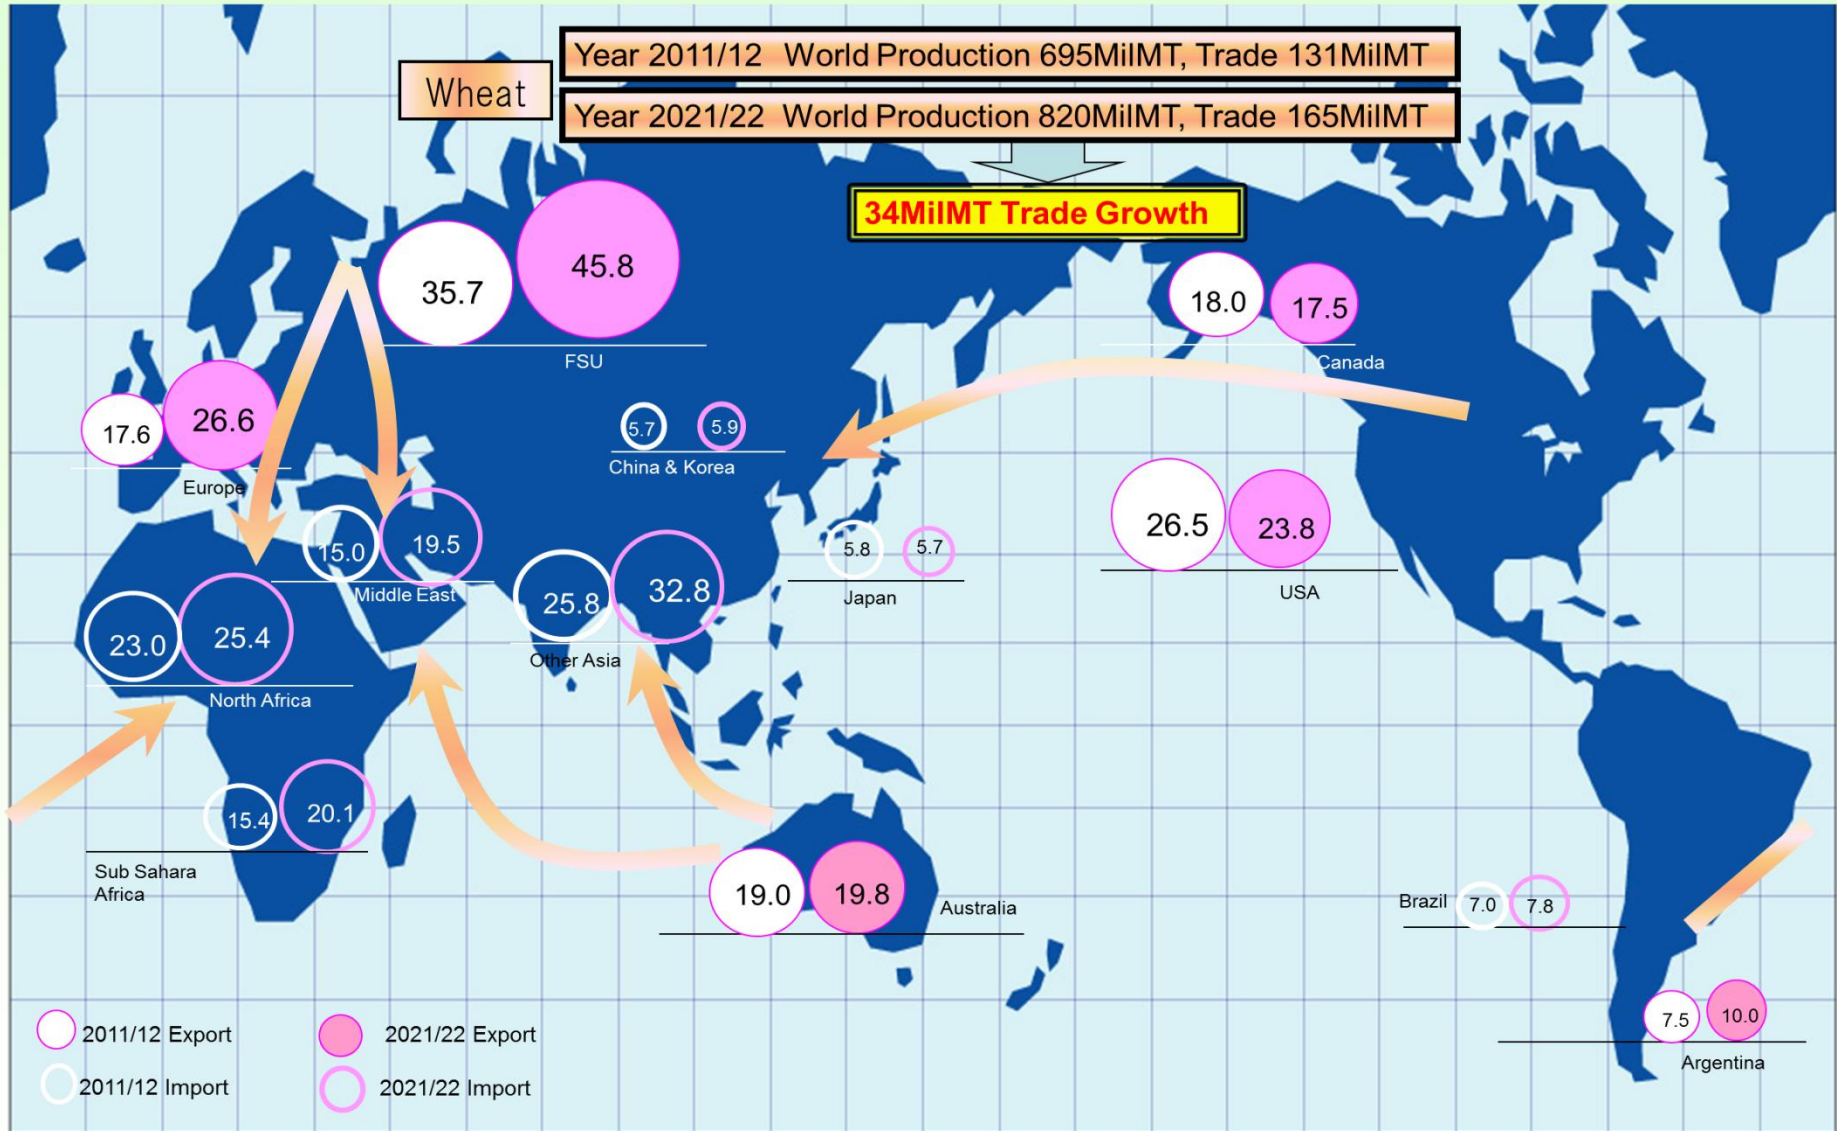 Wheat
Year 2011/12 World Production 695MilMT, Trade 131MilMT
Year 2021/22 World Production 820MilMT, Trade 165MilMT
34MilMT Trade Growth
35.7
45.8
FSU
18.0
17.5
Canada
17.6
26.6
Europe
5.7
5.9
China & Korea
26.5
23.8
USA
15.0
19.5
Middle East
5.8
5.7
Japan
25.8
32.8
Other Asia
23.0
25.4
North Africa
15.4
20.1
Sub Sahara
Africa
19.0
19.8
Australia
Brazil
7.0
7.8
7.5
10.0
Argentina
2011/12 Export
2021/22 Export
2011/12 Import
2021/22 Import